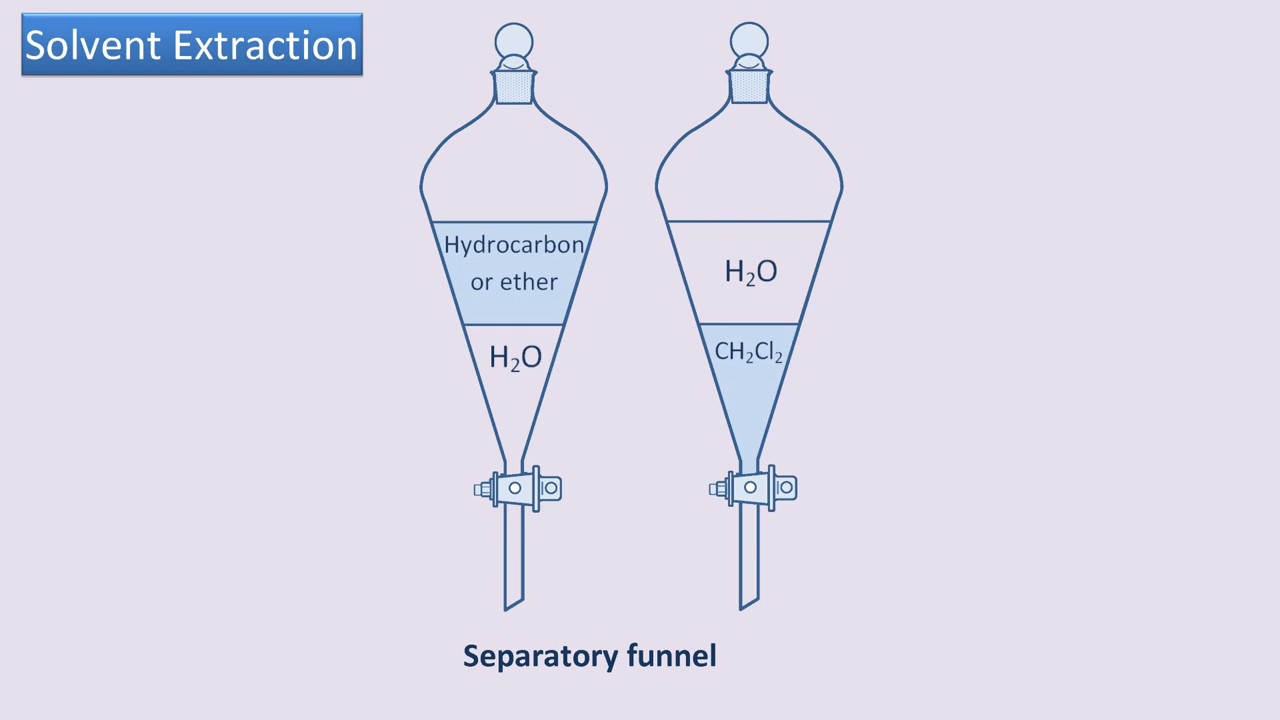 Solvent Extraction
Hydrocarbon
or ether
H₂O
H₂O
CH₂Cl₂
Separatory funnel